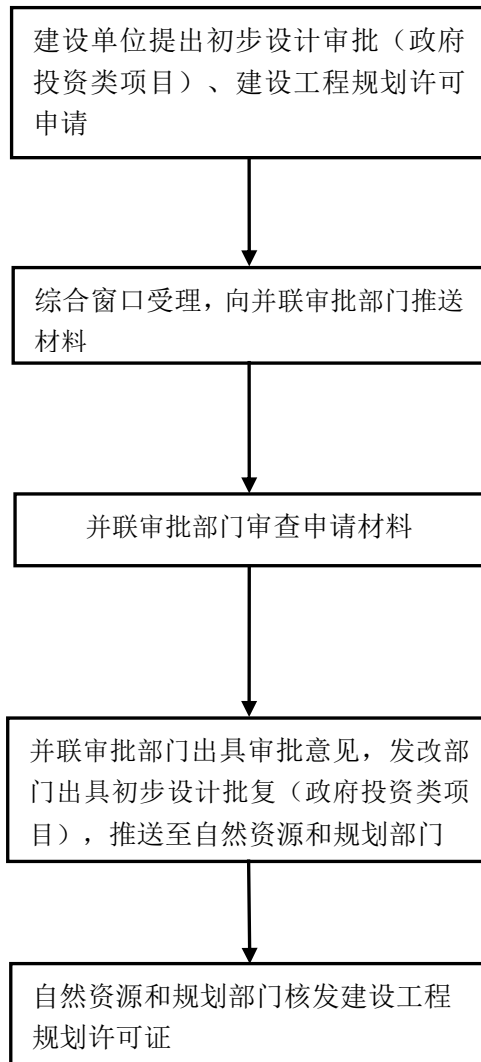 建设单位提出初步设计审批（政府
投资类项目）、建设工程规划许可
申请
综合窗口受理，向并联审批部门推送
材料
并联审批部门审查申请材料
并联审批部门出具审批意见，发改部
门出具初步设计批复（政府投资类项
目），推送至自然资源和规划部门
自然资源和规划部门核发建设工程
规划许可证